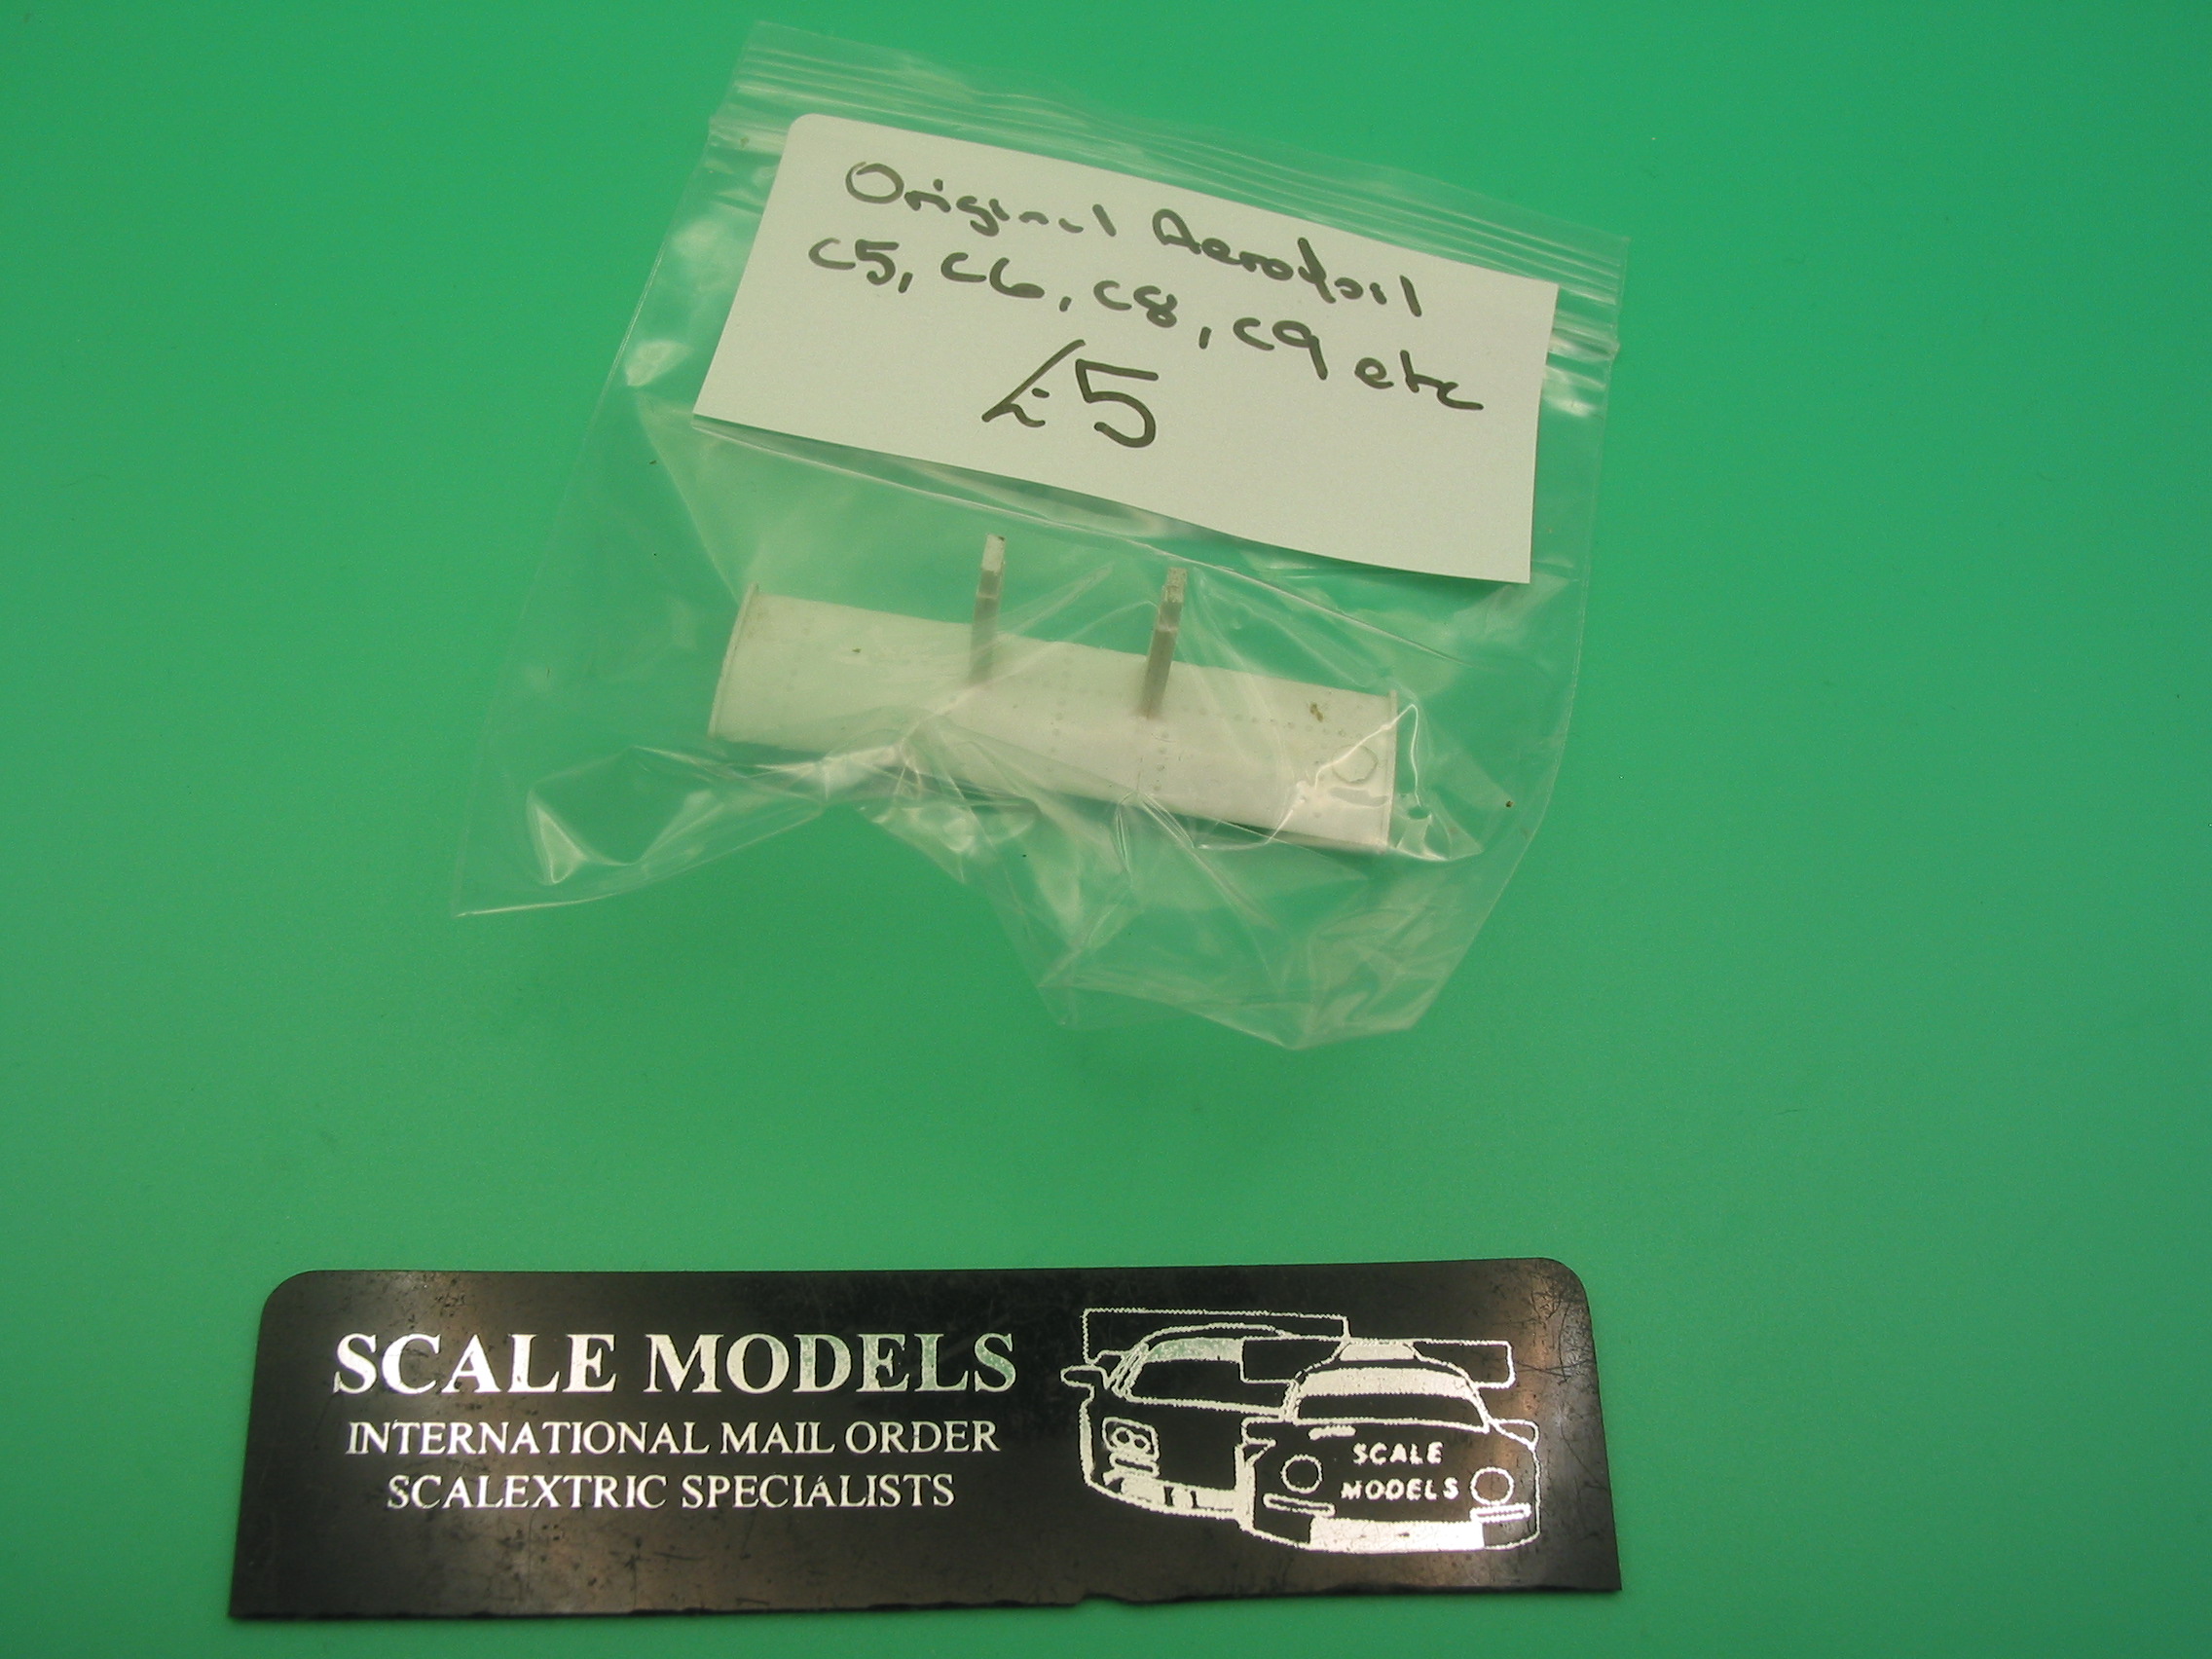 Original Aerofoil
C5, C6, C8, C9 etc
£5
SCALE MODELS
INTERNATIONAL MAIL ORDER
SCALEXTRIC SPECIALISTS
SCALE
MODELS